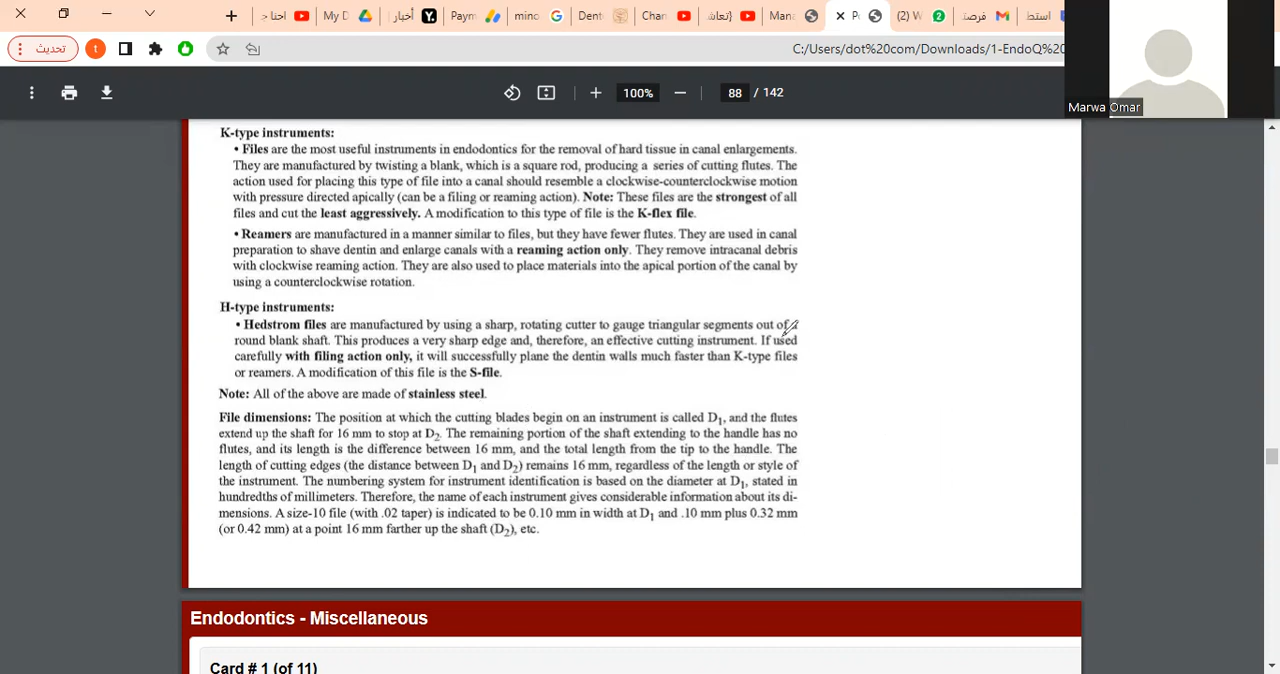 احنا ج
My D
أخبار
Paym
mino
Dent
Chan
{تعاش
Mana
(2) W
فرصت
استط
تحديث
C:/Users/dot%20com/Downloads/1-EndoQ%20
100%
88 / 142
Marwa Omar
K-type instruments:
• Files are the most useful instruments in endodontics for the removal of hard tissue in canal enlargements.
They are manufactured by twisting a blank, which is a square rod, producing a series of cutting flutes. The
action used for placing this type of file into a canal should resemble a clockwise-counterclockwise motion
with pressure directed apically (can be a filing or reaming action). Note: These files are the strongest of all
files and cut the least aggressively. A modification to this type of file is the K-flex file.
• Reamers are manufactured in a manner similar to files, but they have fewer flutes. They are used in canal
preparation to shave dentin and enlarge canals with a reaming action only. They remove intracanal debris
with clockwise reaming action. They are also used to place materials into the apical portion of the canal by
using a counterclockwise rotation.
H-type instruments:
• Hedstrom files are manufactured by using a sharp, rotating cutter to gauge triangular segments out of a
round blank shaft. This produces a very sharp edge and, therefore, an effective cutting instrument. If used
carefully with filing action only, it will successfully plane the dentin walls much faster than K-type files
or reamers. A modification of this file is the S-file.
Note: All of the above are made of stainless steel.
File dimensions: The position at which the cutting blades begin on an instrument is called D1, and the flutes
extend up the shaft for 16 mm to stop at D2. The remaining portion of the shaft extending to the handle has no
flutes, and its length is the difference between 16 mm, and the total length from the tip to the handle. The
length of cutting edges (the distance between D1 and D2) remains 16 mm, regardless of the length or style of
the instrument. The numbering system for instrument identification is based on the diameter at D1, stated in
hundredths of millimeters. Therefore, the name of each instrument gives considerable information about its di-
mensions. A size-10 file (with .02 taper) is indicated to be 0.10 mm in width at D1 and .10 mm plus 0.32 mm
(or 0.42 mm) at a point 16 mm farther up the shaft (D2), etc.
Endodontics - Miscellaneous
Card # 1 (of 11)